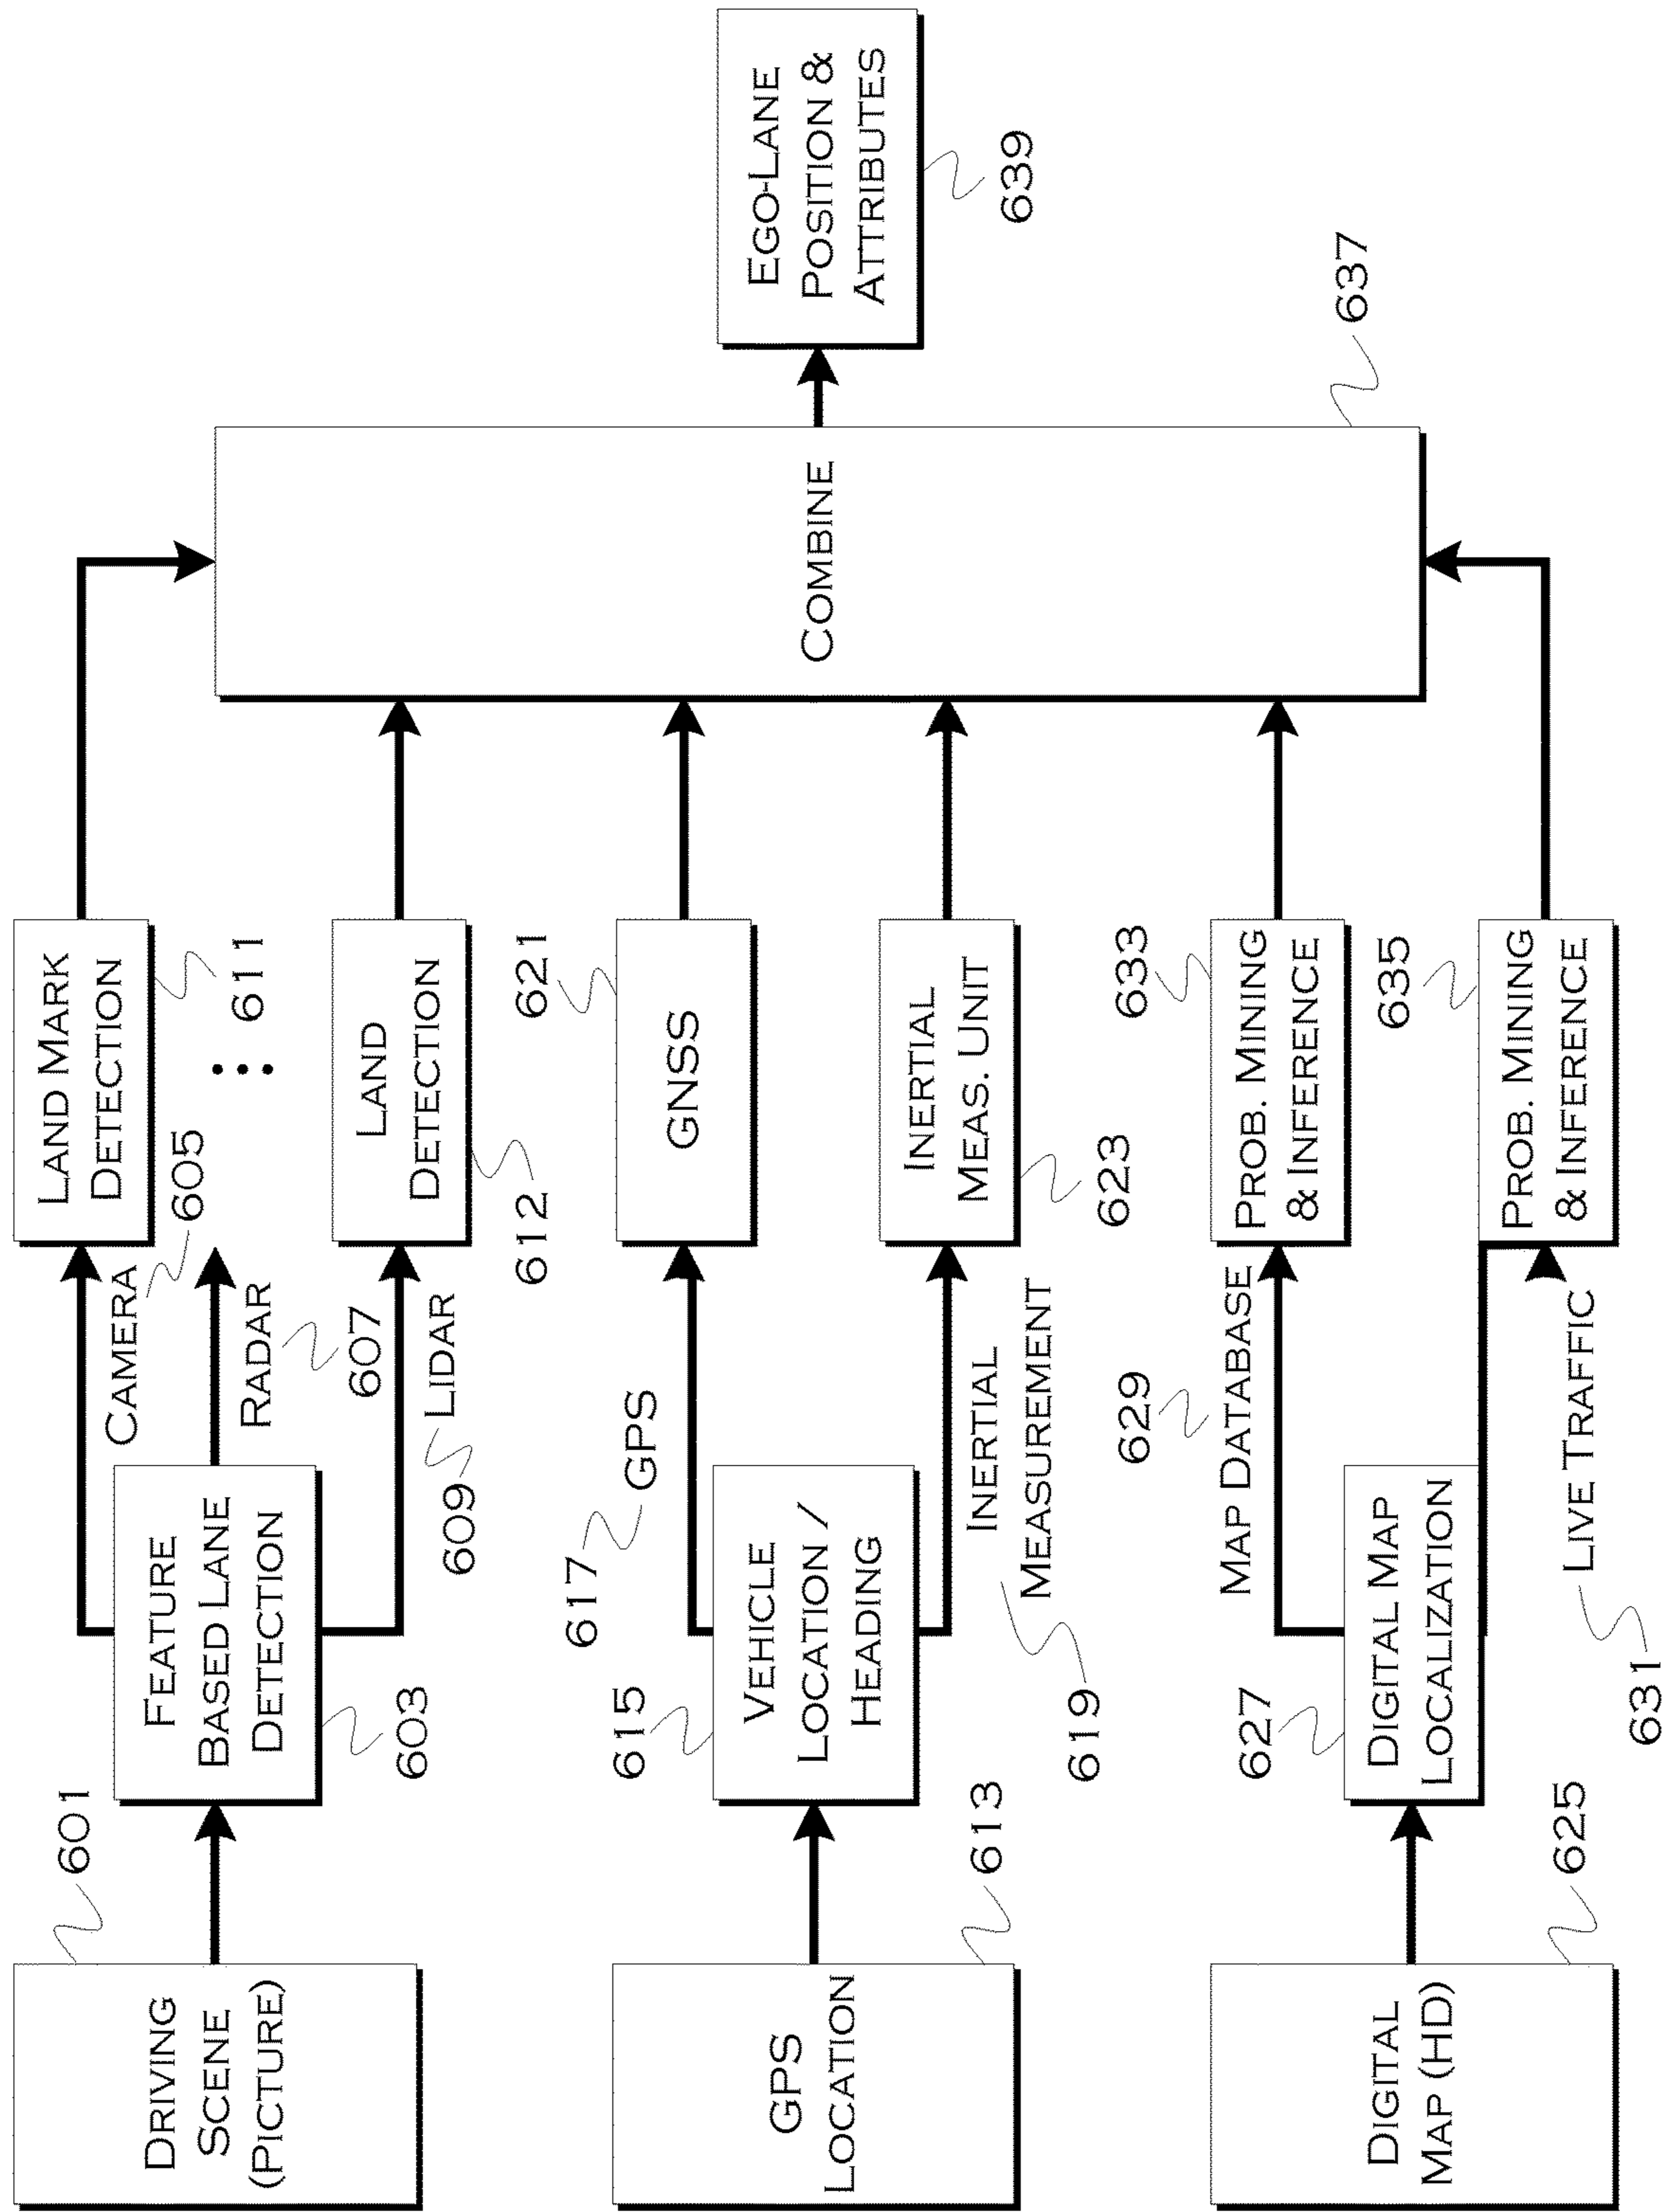 DRIVING
SCENE
(PICTURE)
601
FEATURE
BASED LANE
DETECTION
603
CAMERA
605
RADAR
607
LIDAR
609
LAND MARK
DETECTION
611
LAND
DETECTION
612
GPS
LOCATION
613
VEHICLE
LOCATION /
HEADING
615
617
GPS
INERTIAL
MEASUREMENT
619
GNSS
621
INERTIAL
MEAS. UNIT
623
DIGITAL
MAP (HD)
625
DIGITAL MAP
LOCALIZATION
627
MAP DATABASE
629
LIVE TRAFFIC
631
PROB. MINING
& INFERENCE
633
PROB. MINING
& INFERENCE
635
COMBINE
637
EGO-LANE
POSITION &
ATTRIBUTES
639